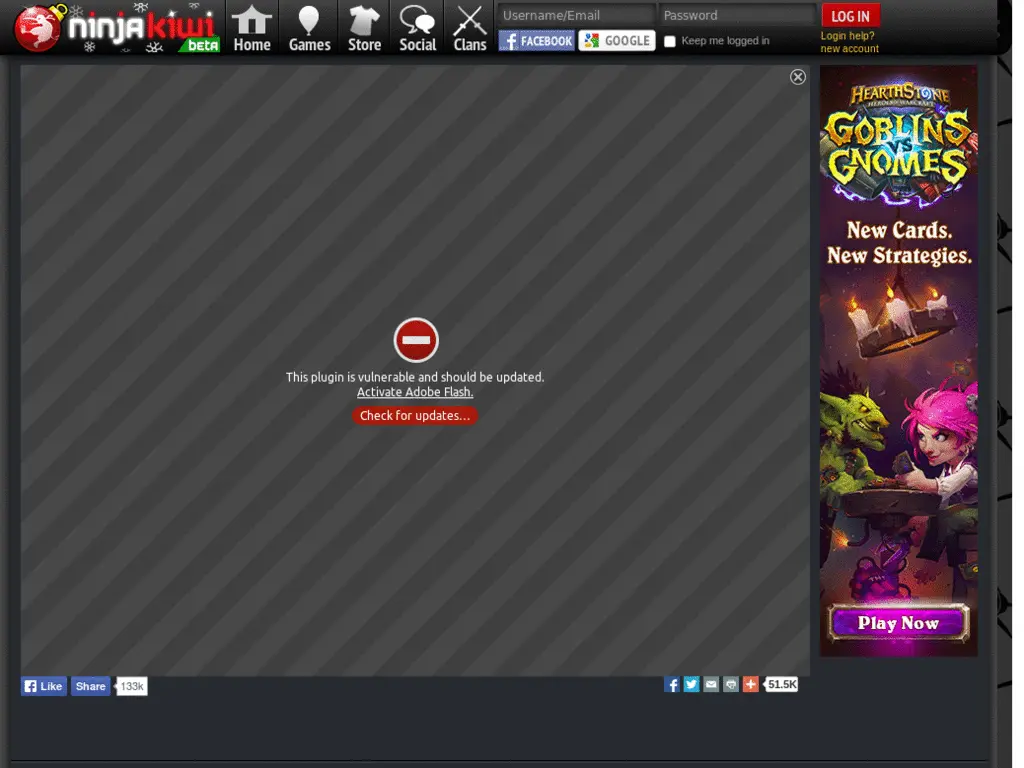 ninjakiwi
beta
Home
Games
Store
Social
Clans
Username/Email
Password
LOG IN
FACEBOOK
GOOGLE
Keep me logged in
Login help?
new account
HEARTHSTONE
HEROES OF WARCRAFT
GOBLINS
VS
GNOMES
New Cards.
New Strategies.
Play Now
This plugin is vulnerable and should be updated.
Activate Adobe Flash.
Check for updates...
Like
Share
133k
51.5K